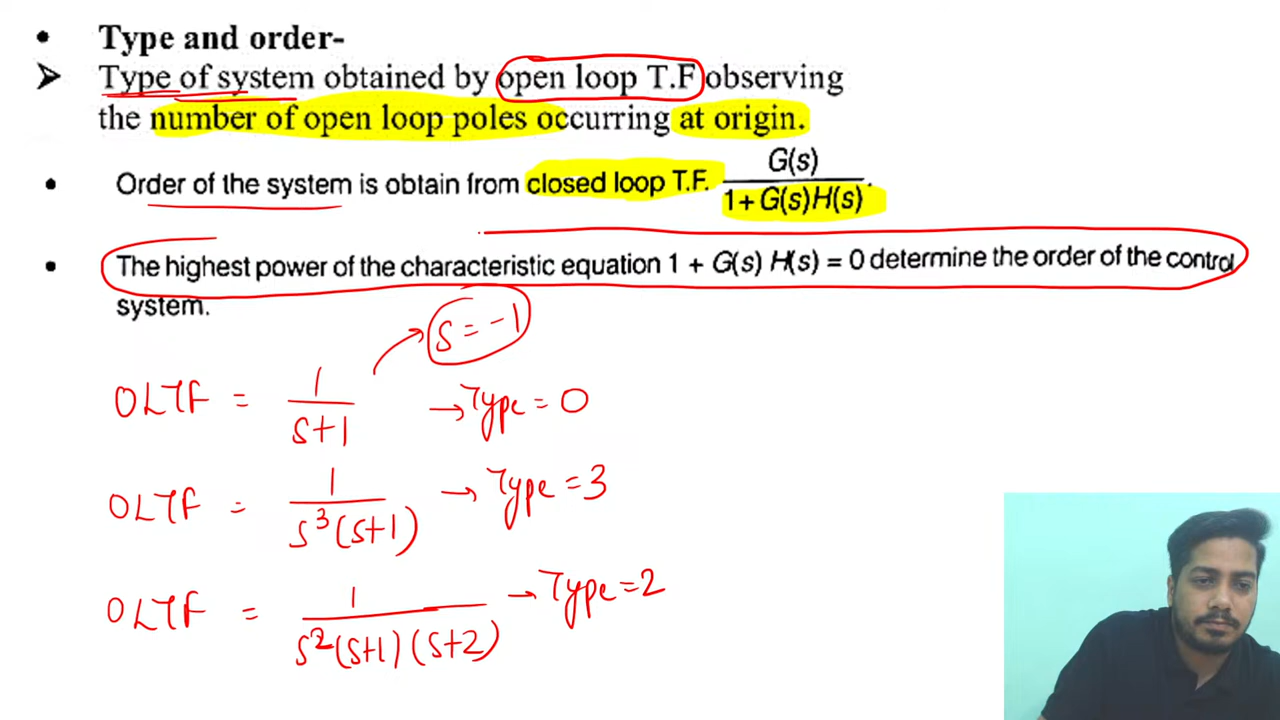 • Type and order-
➤ Type of system obtained by open loop T.F observing
the number of open loop poles occurring at origin.
• Order of the system is obtain from closed loop T.F. G(s) / 1+ G(s)H(s) .
• The highest power of the characteristic equation 1 + G(s) H(s) = 0 determine the order of the control
system.
s = -1
OLTF = 1 / s+1 → Type = 0
OLTF = 1 / s³(s+1) → Type = 3
OLTF = 1 / s²(s+1)(s+2) → Type = 2